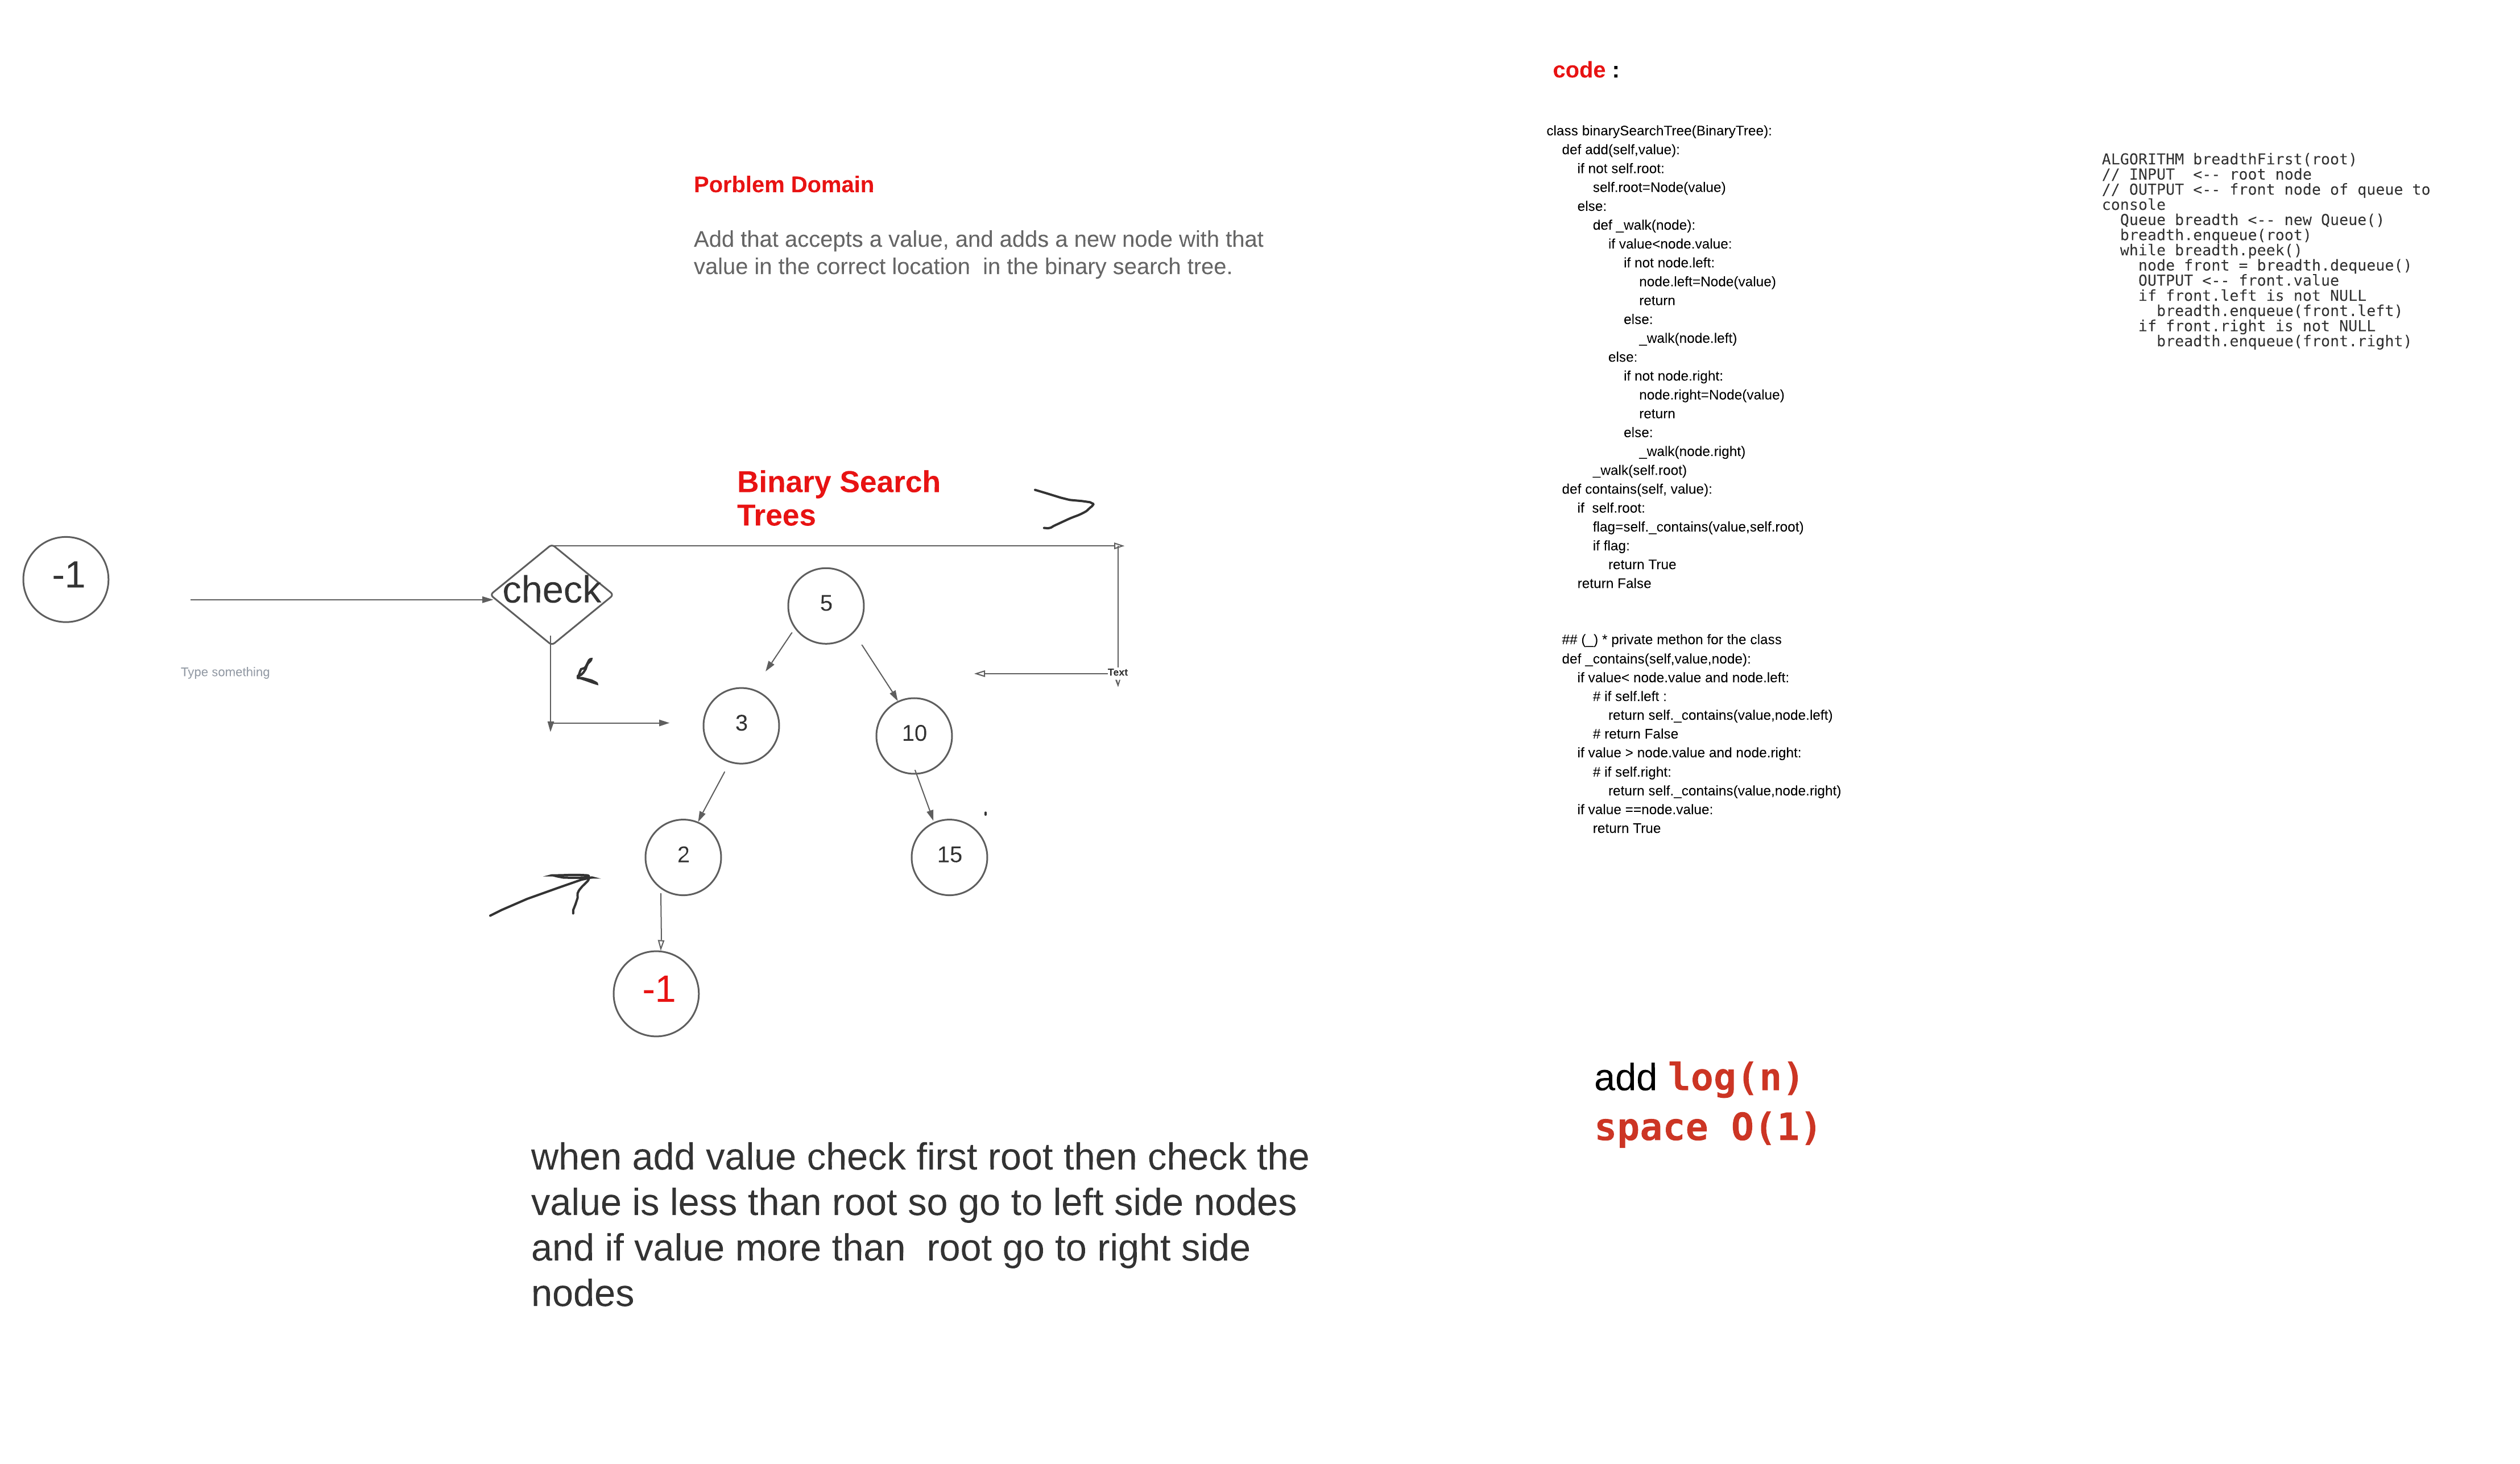 Porblem Domain
Add that accepts a value, and adds a new node with that
value in the correct location  in the binary search tree.
Binary Search
Trees
>
-1
check
<
Type something
Text
5
3
10
2
15
-1
when add value check first root then check the
value is less than root so go to left side nodes
and if value more than  root go to right side
nodes
code :
class binarySearchTree(BinaryTree):
    def add(self,value):
        if not self.root:
            self.root=Node(value)
        else:
            def _walk(node):
                if value<node.value:
                    if not node.left:
                        node.left=Node(value)
                        return
                    else:
                        _walk(node.left)
                else:
                    if not node.right:
                        node.right=Node(value)
                        return
                    else:
                        _walk(node.right)
            _walk(self.root)
    def contains(self, value):
        if  self.root:
            flag=self._contains(value,self.root)
            if flag:
                return True
        return False
    ## (_) * private methon for the class
    def _contains(self,value,node):
        if value< node.value and node.left:
            # if self.left :
                return self._contains(value,node.left)
            # return False
        if value > node.value and node.right:
            # if self.right:
                return self._contains(value,node.right)
        if value ==node.value:
            return True
add log(n)
space O(1)
ALGORITHM breadthFirst(root)
// INPUT  <-- root node
// OUTPUT <-- front node of queue to
console
  Queue breadth <-- new Queue()
  breadth.enqueue(root)
  while breadth.peek()
    node front = breadth.dequeue()
    OUTPUT <-- front.value
    if front.left is not NULL
      breadth.enqueue(front.left)
    if front.right is not NULL
      breadth.enqueue(front.right)